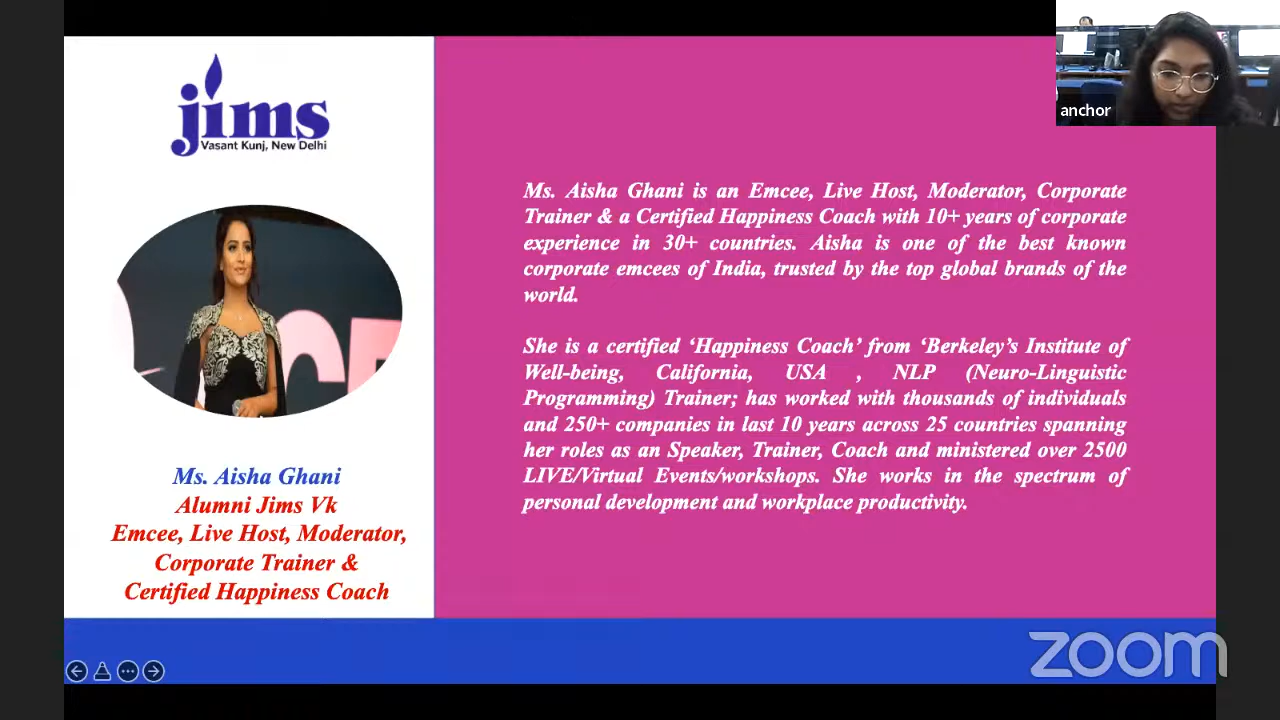 jims
Vasant Kunj, New Delhi
Ms. Aisha Ghani
Alumni Jims Vk
Emcee, Live Host, Moderator,
Corporate Trainer &
Certified Happiness Coach
anchor
Ms. Aisha Ghani is an Emcee, Live Host, Moderator, Corporate
Trainer & a Certified Happiness Coach with 10+ years of corporate
experience in 30+ countries. Aisha is one of the best known
corporate emcees of India, trusted by the top global brands of the
world.
She is a certified ‘Happiness Coach’ from ‘Berkeley’s Institute of
Well-being, California, USA , NLP (Neuro-Linguistic
Programming) Trainer; has worked with thousands of individuals
and 250+ companies in last 10 years across 25 countries spanning
her roles as an Speaker, Trainer, Coach and ministered over 2500
LIVE/Virtual Events/workshops. She works in the spectrum of
personal development and workplace productivity.
zoom